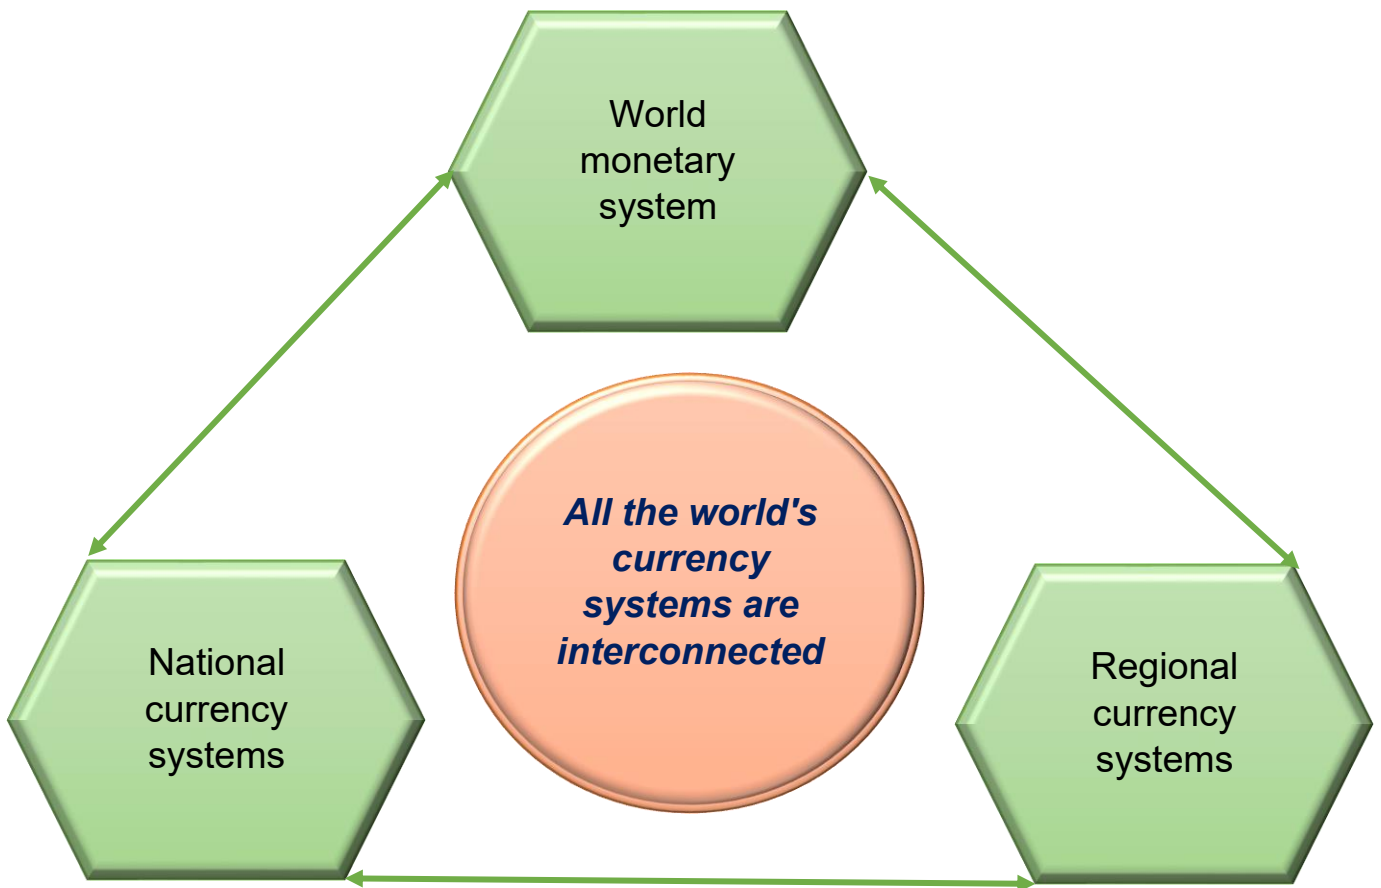 World
monetary
system
All the world's
currency
systems are
interconnected
National
currency
systems
Regional
currency
systems